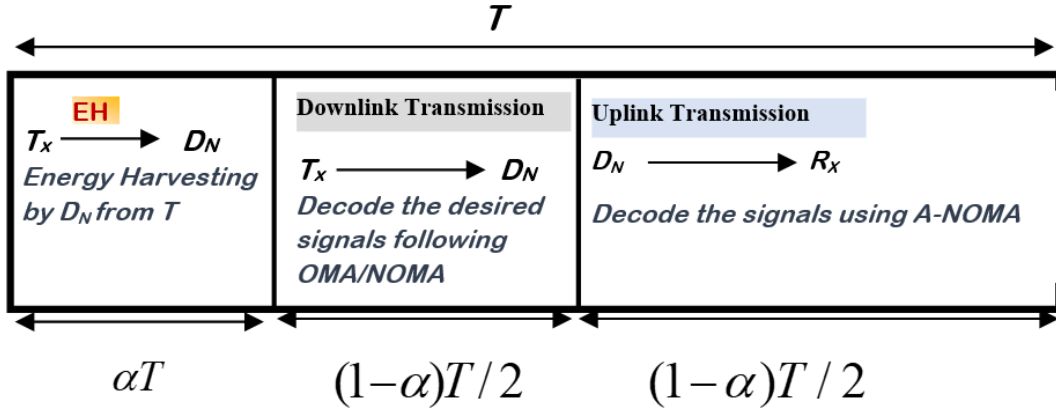 T
EH
Tx DN
Energy Harvesting
by DN from T
Downlink Transmission
Tx DN
Decode the desired
signals following
OMA/NOMA
Uplink Transmission
DN Rx
Decode the signals using A-NOMA
αT
(1-α)T/2
(1-α)T/2